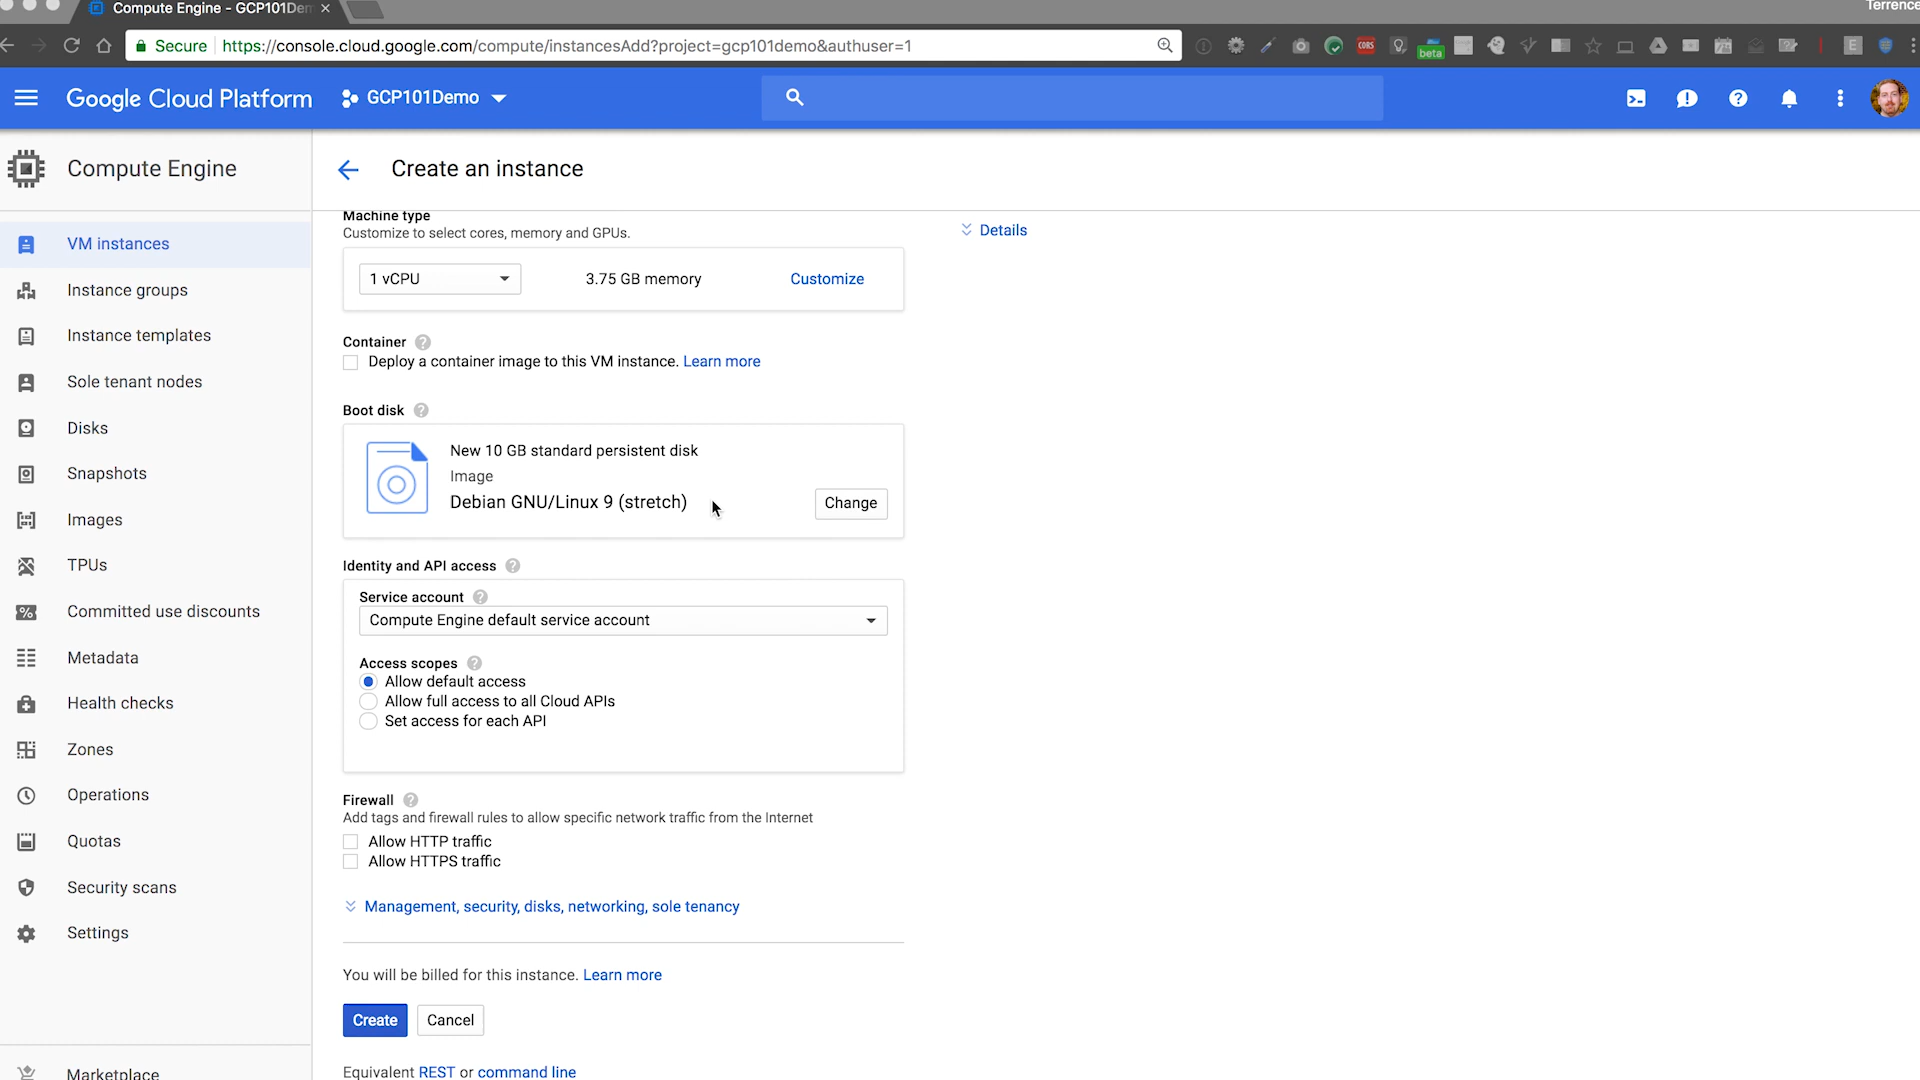 Compute Engine - GCP101Dem
Terrence
Secure https://console.cloud.google.com/compute/instancesAdd?project=gcp101demo&authuser=1
CORS
beta
E
Google Cloud Platform
GCP101Demo
Compute Engine
Create an instance
VM instances
Instance groups
Instance templates
Sole tenant nodes
Disks
Snapshots
Images
TPUs
Committed use discounts
Metadata
Health checks
Zones
Operations
Quotas
Security scans
Settings
Marketplace
Machine type
Customize to select cores, memory and GPUs.
1 vCPU
3.75 GB memory
Customize
Details
Container
Deploy a container image to this VM instance. Learn more
Boot disk
New 10 GB standard persistent disk
Image
Debian GNU/Linux 9 (stretch)
Change
Identity and API access
Service account
Compute Engine default service account
Access scopes
Allow default access
Allow full access to all Cloud APIs
Set access for each API
Firewall
Add tags and firewall rules to allow specific network traffic from the Internet
Allow HTTP traffic
Allow HTTPS traffic
Management, security, disks, networking, sole tenancy
You will be billed for this instance. Learn more
Create
Cancel
Equivalent REST or command line